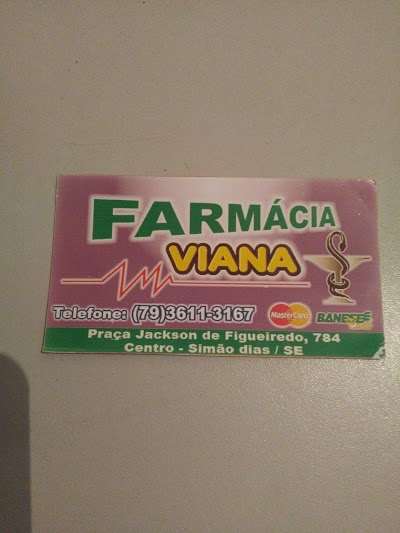 FARMÁCIA
VIANA
Telefone: (79)3611-3167 MasterCard BANESE
Praça Jackson de Figueiredo, 784
Centro - Simão dias / SE